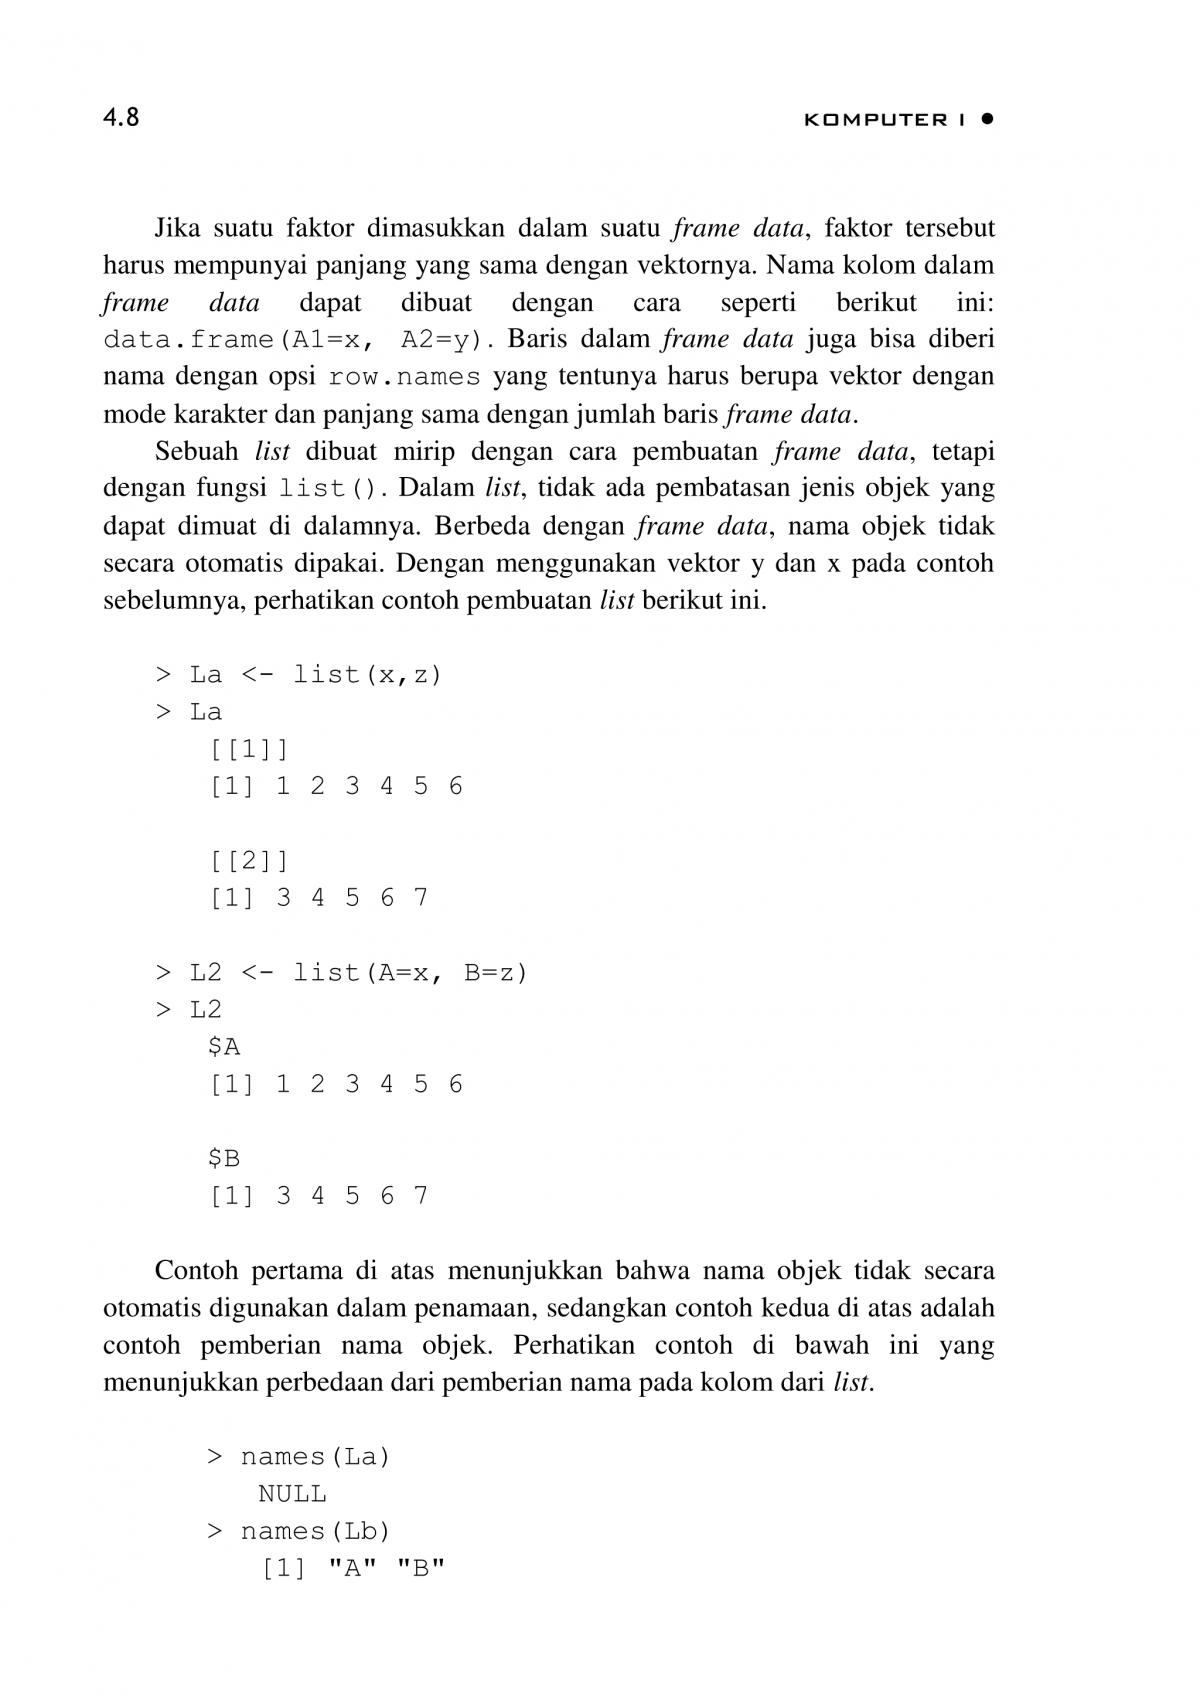 4.8 KOMPUTER I ●
Jika suatu faktor dimasukkan dalam suatu frame data, faktor tersebut
harus mempunyai panjang yang sama dengan vektornya. Nama kolom dalam
frame data dapat dibuat dengan cara seperti berikut ini:
data.frame(A1=x, A2=y). Baris dalam frame data juga bisa diberi
nama dengan opsi row.names yang tentunya harus berupa vektor dengan
mode karakter dan panjang sama dengan jumlah baris frame data.
Sebuah list dibuat mirip dengan cara pembuatan frame data, tetapi
dengan fungsi list(). Dalam list, tidak ada pembatasan jenis objek yang
dapat dimuat di dalamnya. Berbeda dengan frame data, nama objek tidak
secara otomatis dipakai. Dengan menggunakan vektor y dan x pada contoh
sebelumnya, perhatikan contoh pembuatan list berikut ini.
> La <- list(x,z)
> La
[[1]]
[1] 1 2 3 4 5 6
[[2]]
[1] 3 4 5 6 7
> L2 <- list(A=x, B=z)
> L2
$A
[1] 1 2 3 4 5 6
$B
[1] 3 4 5 6 7
Contoh pertama di atas menunjukkan bahwa nama objek tidak secara
otomatis digunakan dalam penamaan, sedangkan contoh kedua di atas adalah
contoh pemberian nama objek. Perhatikan contoh di bawah ini yang
menunjukkan perbedaan dari pemberian nama pada kolom dari list.
> names(La)
NULL
> names(Lb)
[1] "A" "B"